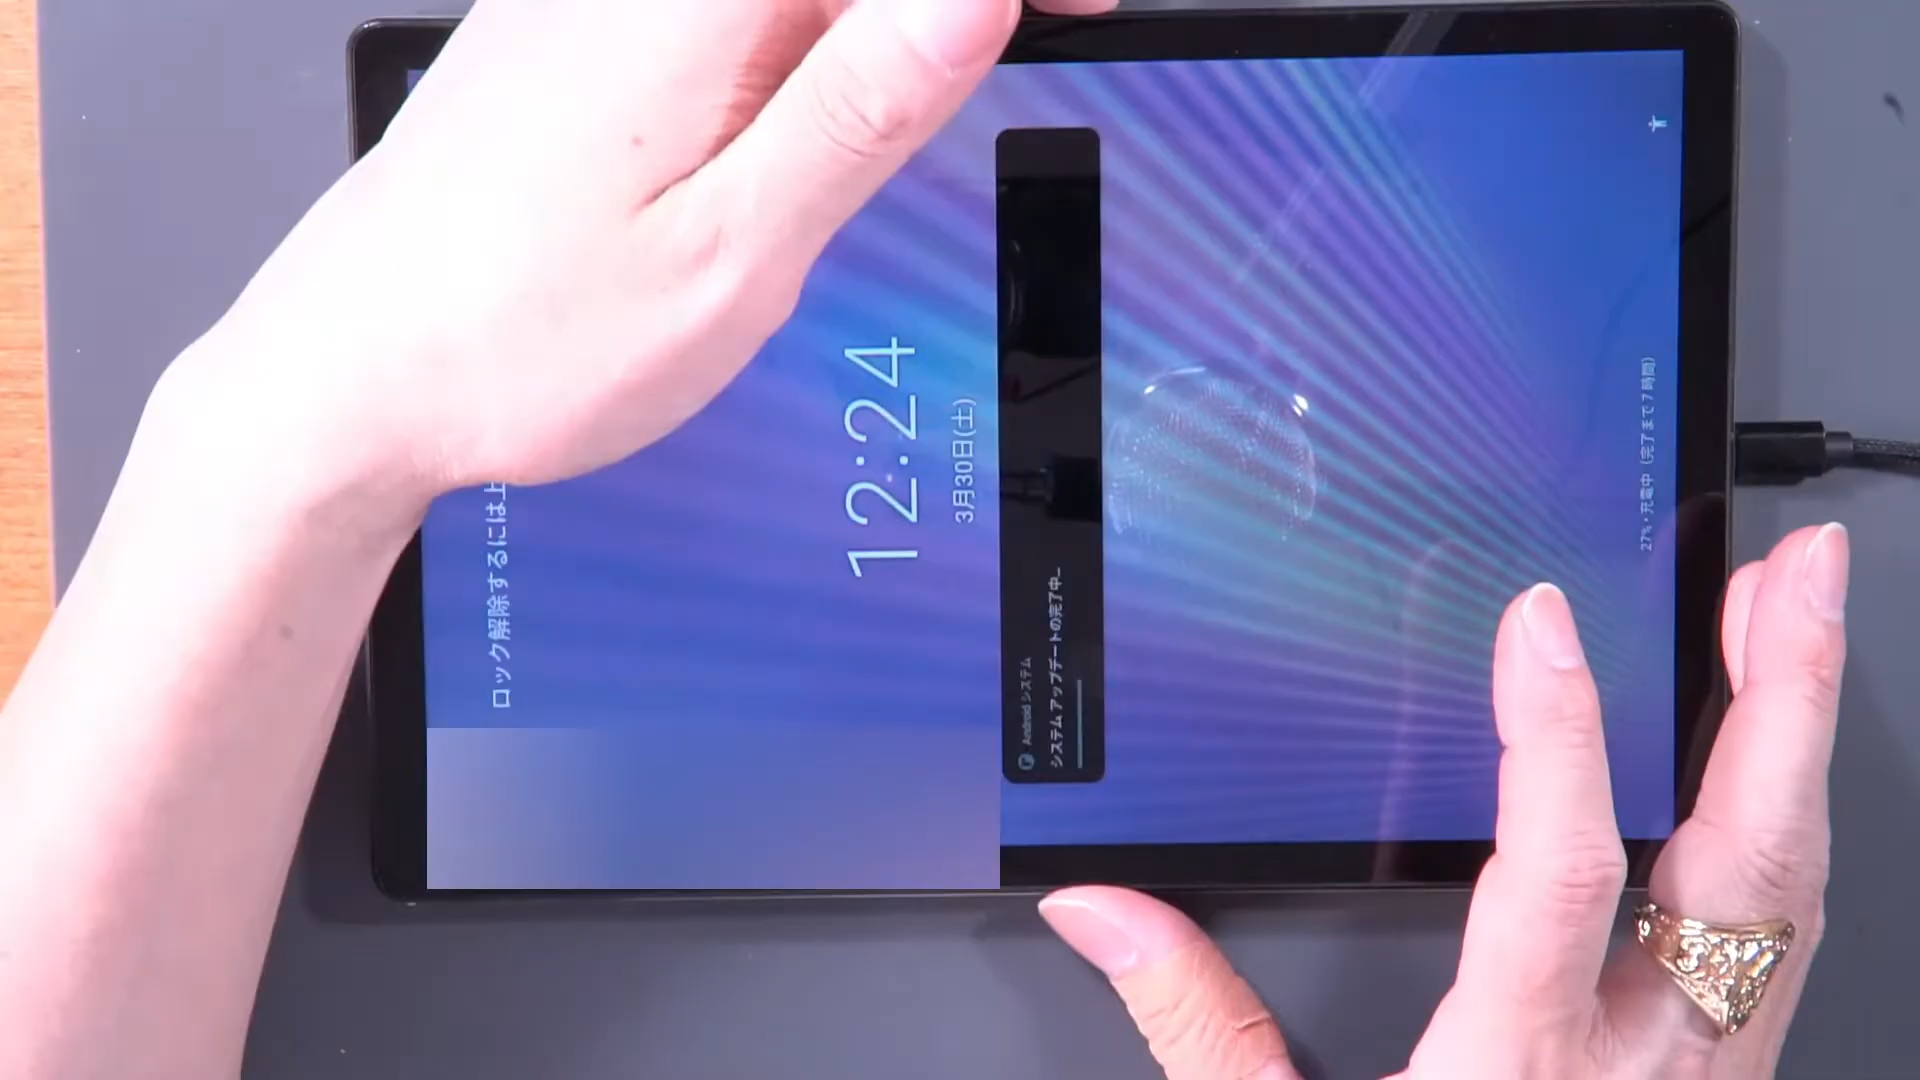 ロック解除するには上
12:24
3月30日(土)
Android システム
システム アップデートの完了中...
27%・充電中（完了まで 7 時間）